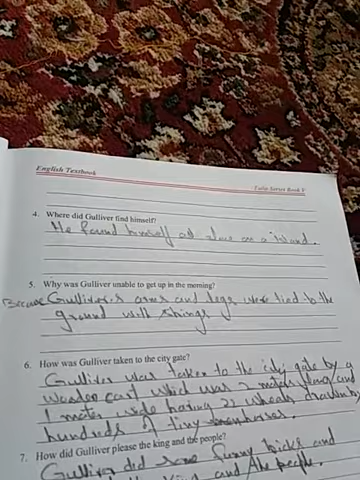 English Textbook
Tulip Series Book V
4. Where did Gulliver find himself?
He found himself at on a Island.
5. Why was Gulliver unable to get up in the morning?
Because Gulliver's arms and legs were tied to the
ground with strings
6. How was Gulliver taken to the city gate?
Gulliver was taken to the city gate by a
wooden cart which was 2 meters long and
1 meter wide having 22 wheels drawn by
hundreds of tiny horses.
7. How did Gulliver please the king and the people?
Gulliver did some funny tricks and
the king and the people.